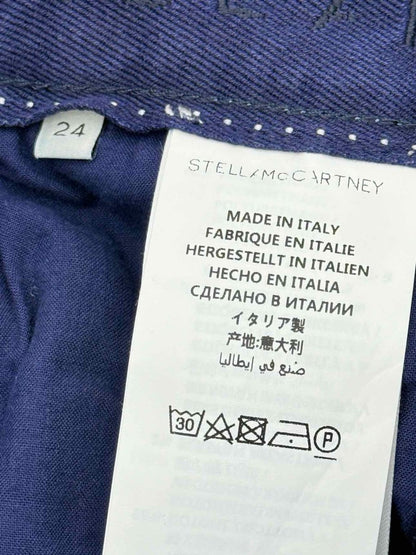 24
STELLA McCARTNEY
MADE IN ITALY
FABRIQUE EN ITALIE
HERGESTELLT IN ITALIEN
HECHO EN ITALIA
СДЕЛАНО В ИТАЛИИ
イタリア製
产地:意大利
صنع في إيطاليا
30
P